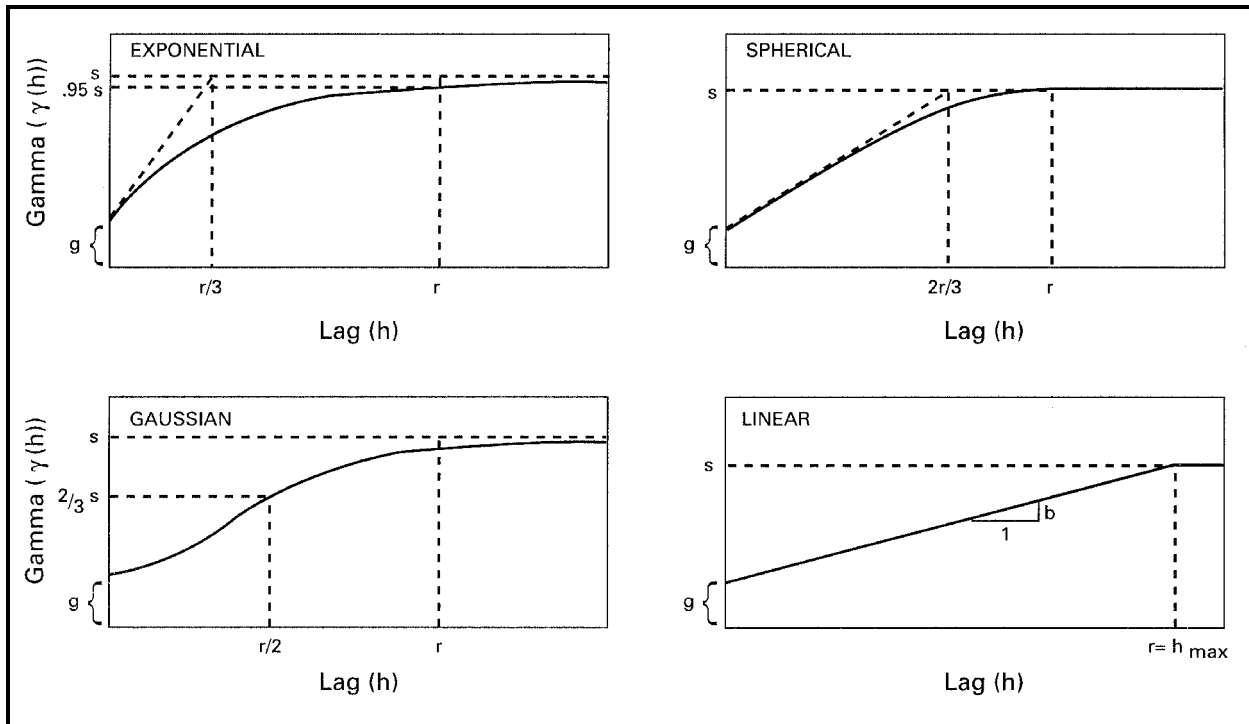 EXPONENTIAL
s
.95 s
Gamma ( γ (h))
g {
r/3
r
Lag (h)
SPHERICAL
s
g {
2r/3
r
Lag (h)
GAUSSIAN
s
2/3 s
Gamma ( γ (h))
g {
r/2
r
Lag (h)
LINEAR
s
b
1
g {
r= h max
Lag (h)